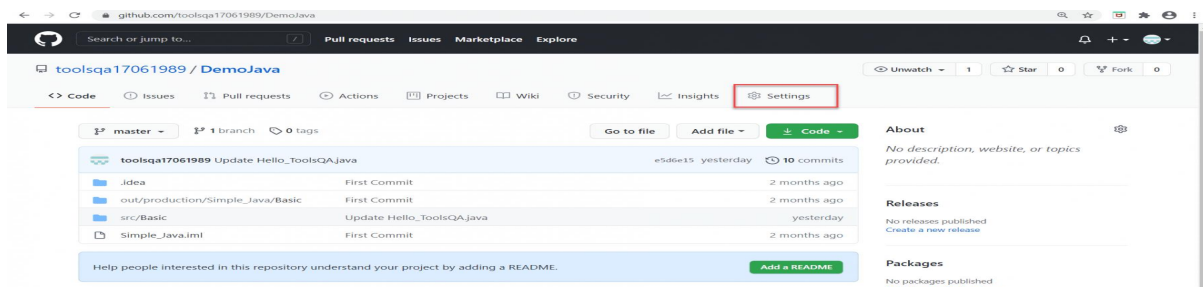 github.com/toolsqa17061989/DemoJava
Search or jump to... / Pull requests Issues Marketplace Explore
toolsqa17061989 / DemoJava Unwatch 1 Star 0 Fork 0
<> Code Issues Pull requests Actions Projects Wiki Security Insights Settings
master 1 branch 0 tags Go to file Add file Code About
toolsqa17061989 Update Hello_ToolsQA.java e5d6e15 yesterday 10 commits No description, website, or topics
provided.
.idea First Commit 2 months ago
out/production/Simple_Java/Basic First Commit 2 months ago Releases
src/Basic Update Hello_ToolsQA.java yesterday No releases published
Create a new release
Simple_Java.iml First Commit 2 months ago
Help people interested in this repository understand your project by adding a README. Add a README Packages
No packages published